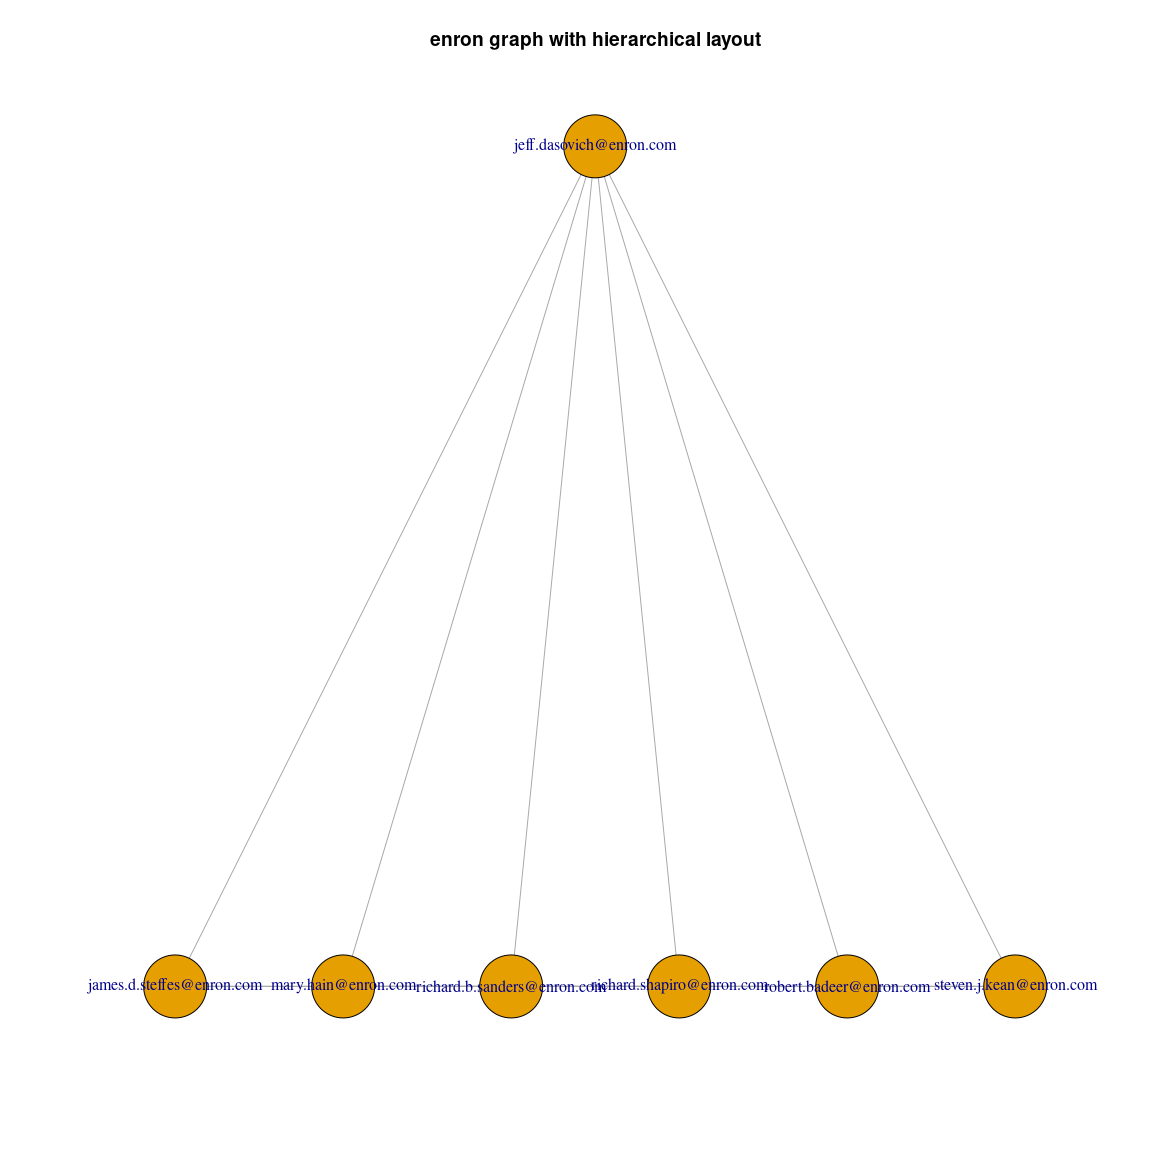 enron graph with hierarchical layout
jeff.dasovich@enron.com
james.d.steffes@enron.com
mary.hain@enron.com
richard.b.sanders@enron.com
richard.shapiro@enron.com
robert.badeer@enron.com
steven.j.kean@enron.com